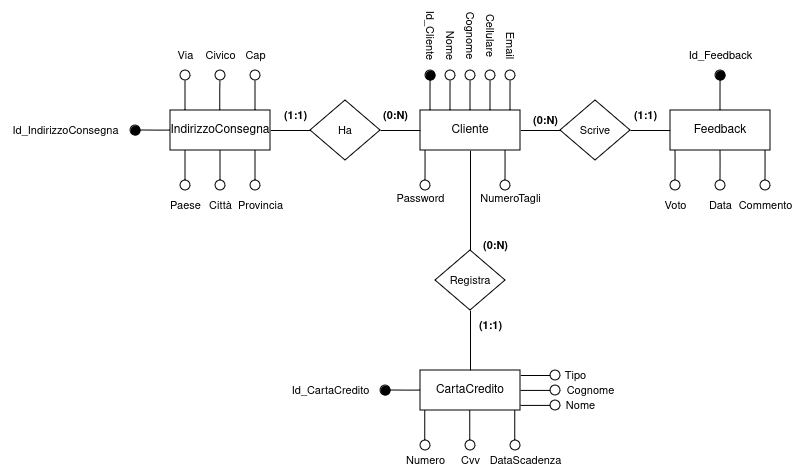 Id_Cliente
Nome
Cognome
Cellulare
Email
Via
Civico
Cap
Id_Feedback
Id_IndirizzoConsegna
IndirizzoConsegna
(1:1)
Ha
(0:N)
Cliente
(0:N)
Scrive
(1:1)
Feedback
Paese
Città
Provincia
Password
NumeroTagli
Voto
Data
Commento
(0:N)
Registra
(1:1)
Id_CartaCredito
CartaCredito
Tipo
Cognome
Nome
Numero
Cvv
DataScadenza